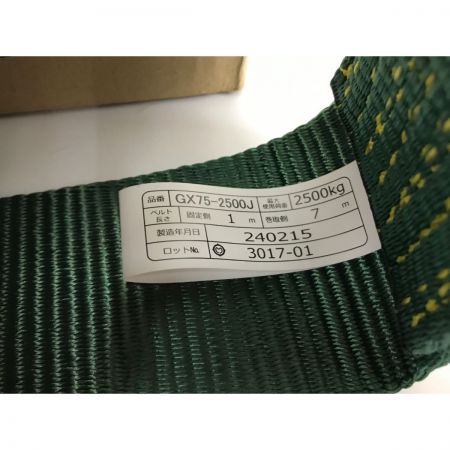 品番 GX75-2500J 最大使用荷重 2500kg
ベルト長さ 固定側 1 m 巻取側 7 m
製造年月日 240215
ロットNo. 3017-01